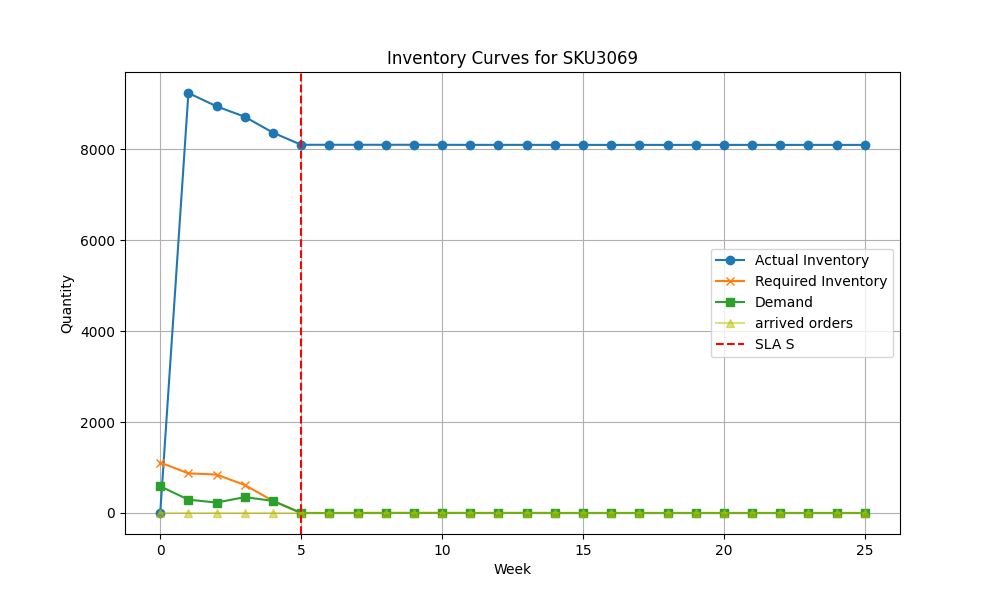 Inventory Curves for SKU3069
Quantity
8000
6000
4000
2000
0
Actual Inventory
Required Inventory
Demand
arrived orders
SLA S
0 5 10 15 20 25
Week